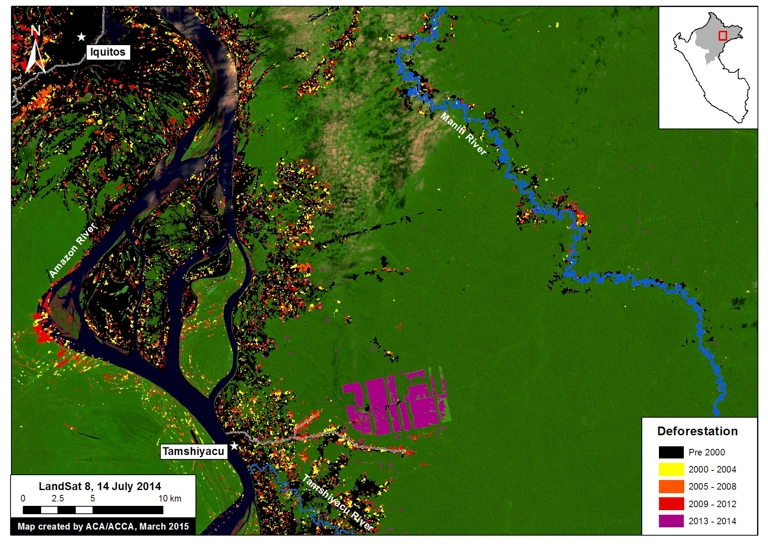 N
Iquitos
Maniti River
Amazon River
Tamshiyacu
Tamshiyacu River
LandSat 8, 14 July 2014
0 2.5 5 10 km
Map created by ACA/ACCA, March 2015
Deforestation
Pre 2000
2000 - 2004
2005 - 2008
2009 - 2012
2013 - 2014